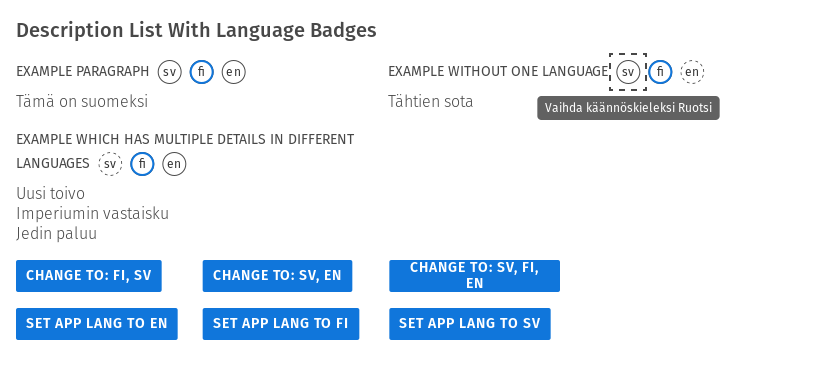 Description List With Language Badges
EXAMPLE PARAGRAPH sv fi en
Tämä on suomeksi
EXAMPLE WITHOUT ONE LANGUAGE sv fi en
Tähtien sota
Vaihda käännöskieleksi Ruotsi
EXAMPLE WHICH HAS MULTIPLE DETAILS IN DIFFERENT
LANGUAGES sv fi en
Uusi toivo
Imperiumin vastaisku
Jedin paluu
CHANGE TO: FI, SV
CHANGE TO: SV, EN
CHANGE TO: SV, FI,
EN
SET APP LANG TO EN
SET APP LANG TO FI
SET APP LANG TO SV